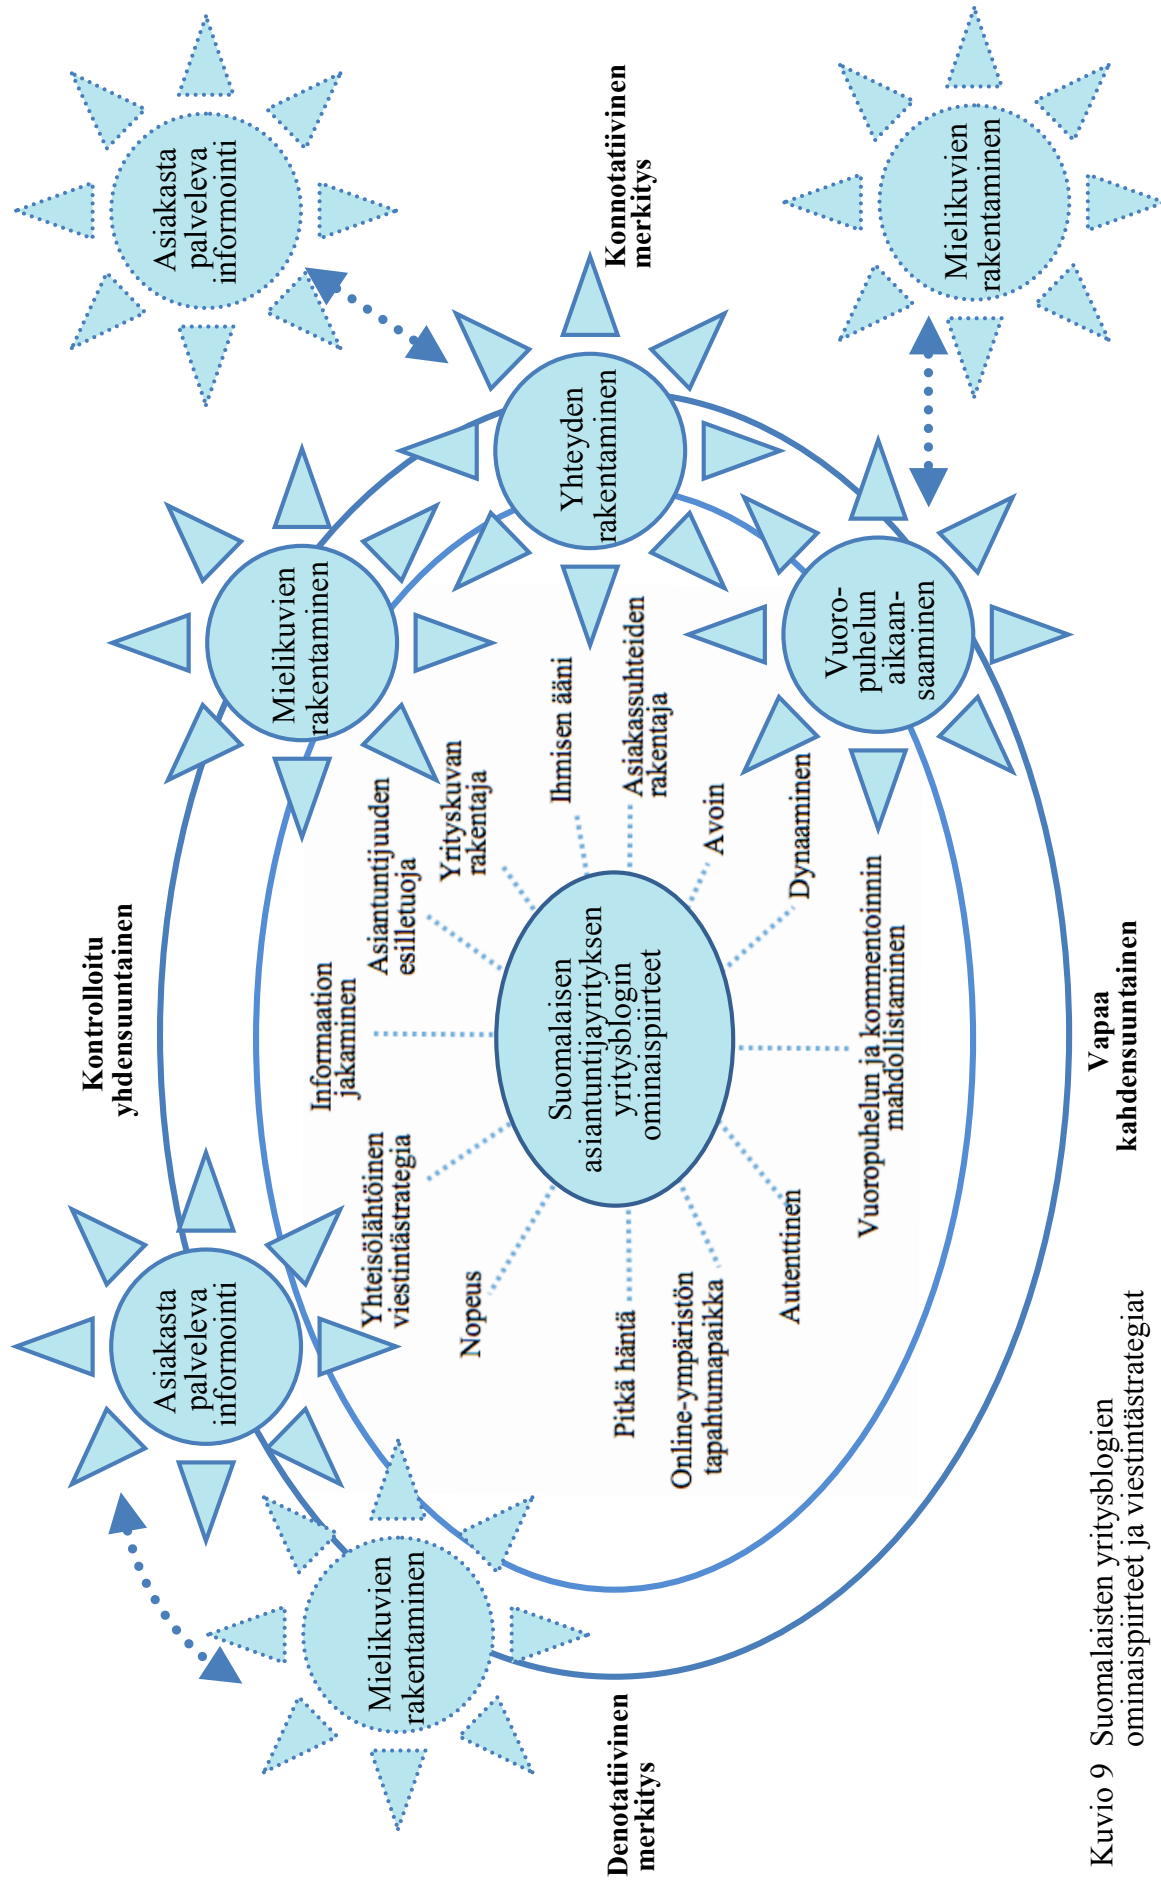 Kontrolloitu
yhdensuuntainen
Asiakasta
palveleva
informointi
Mielikuvien
rakentaminen
Asiakasta
palveleva
informointi
Mielikuvien
rakentaminen
Yhteyden
rakentaminen
Vuoro-
puhelun
aikaan-
saaminen
Mielikuvien
rakentaminen
Denotatiivinen
merkitys
Konnotatiivinen
merkitys
Informaation
jakaminen
Asiantuntijuuden
esilletuoja
Yrityskuvan
rakentaja
Ihmisen ääni
Asiakassuhteiden
rakentaja
Avoin
Dynaaminen
Vuoropuhelun ja kommentoinnin
mahdollistaminen
Autenttinen
Online-ympäristön
tapahtumapaikka
Pitkä häntä
Nopeus
Yhteisölähtöinen
viestintästrategia
Suomalaisen
asiantuntijayrityksen
yritysblogin
ominaispiirteet
Vapaa
kahdensuuntainen
Kuvio 9 Suomalaisten yritysblogien
ominaispiirteet ja viestintästrategiat